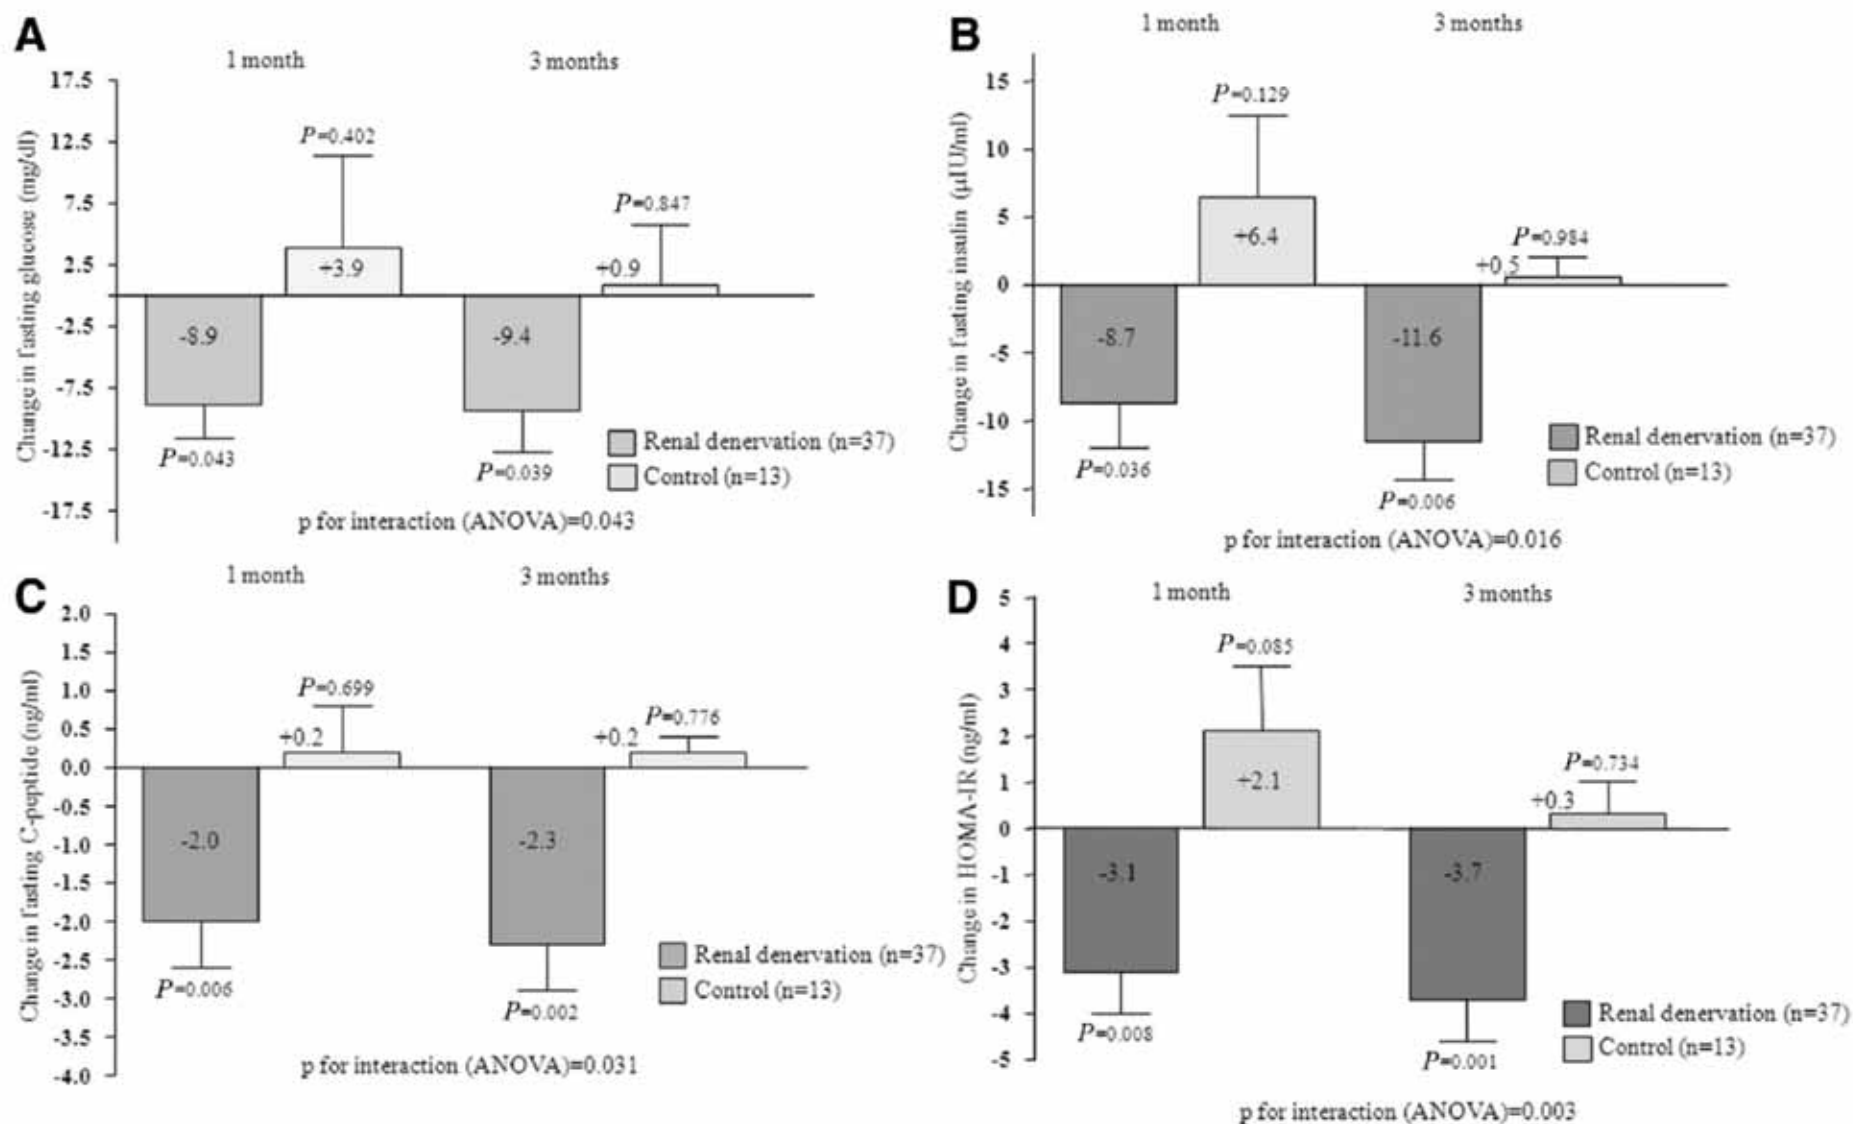 A
1 month 3 months
17.5
12.5
7.5
2.5
-2.5
-7.5
-12.5
-17.5
Change in fasting glucose (mg/dl)
P=0.402
P=0.847
+3.9
+0.9
-8.9
-9.4
P=0.043
P=0.039
Renal denervation (n=37)
Control (n=13)
p for interaction (ANOVA)=0.043
B
1 month 3 months
15
10
5
0
-5
-10
-15
Change in fasting insulin (µIU/ml)
P=0.129
P=0.984
+6.4
+0.5
-8.7
-11.6
P=0.036
P=0.006
Renal denervation (n=37)
Control (n=13)
p for interaction (ANOVA)=0.016
C
1 month 3 months
2.0
1.5
1.0
0.5
0.0
-0.5
-1.0
-1.5
-2.0
-2.5
-3.0
-3.5
-4.0
Change in fasting C-peptide (ng/ml)
P=0.699
P=0.776
+0.2
+0.2
-2.0
-2.3
P=0.006
P=0.002
Renal denervation (n=37)
Control (n=13)
p for interaction (ANOVA)=0.031
D
1 month 3 months
5
4
3
2
1
0
-1
-2
-3
-4
-5
Change in HOMA-IR (ng/ml)
P=0.085
P=0.734
+2.1
+0.3
-3.1
-3.7
P=0.008
P=0.001
Renal denervation (n=37)
Control (n=13)
p for interaction (ANOVA)=0.003